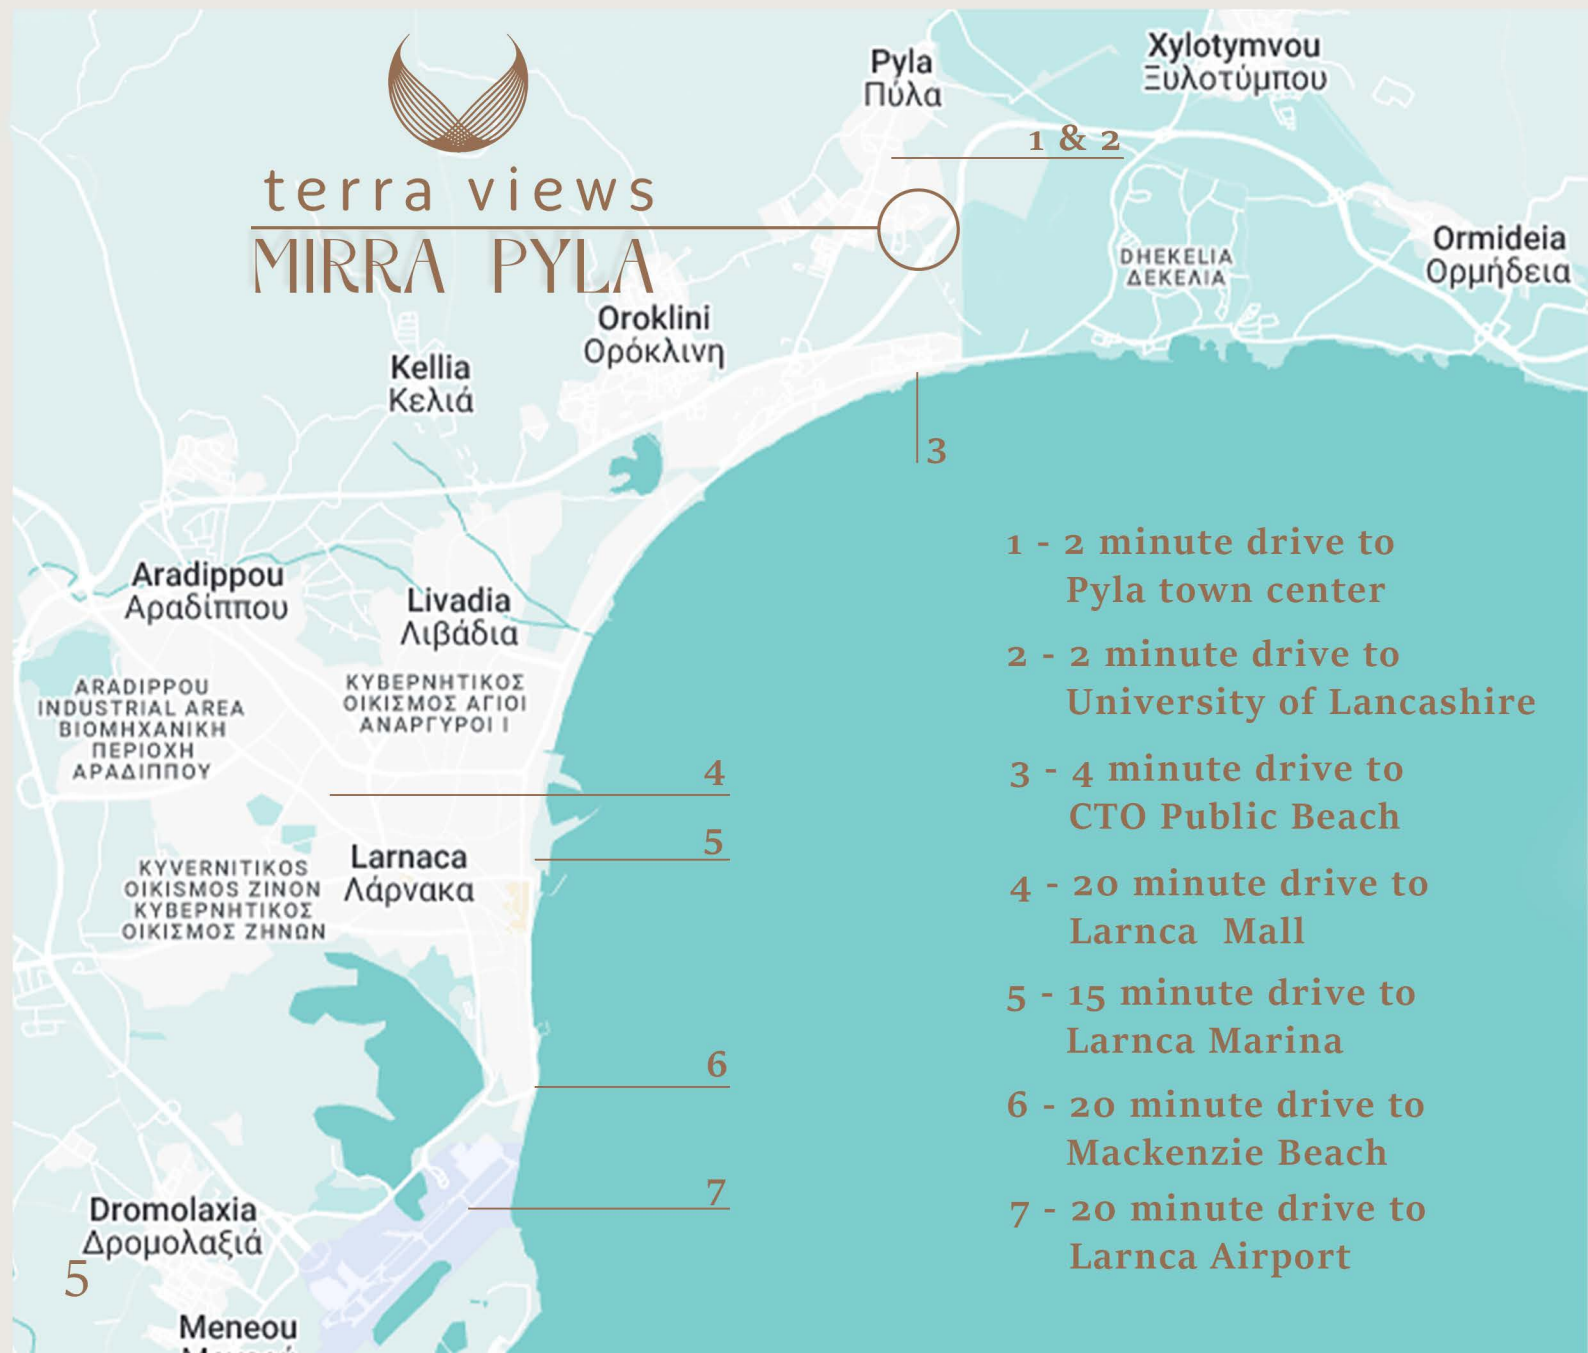 Pyla
Πύλα
Xylotymvou
Ξυλοτύμπου
1 & 2
terra views
MIRRA PYLA
DHEKELIA
ΔΕΚΕΛΙΑ
Ormideia
Ορμήδεια
Oroklini
Ορόκλινη
Kellia
Κελιά
3
1 - 2 minute drive to
Pyla town center
2 - 2 minute drive to
University of Lancashire
3 - 4 minute drive to
CTO Public Beach
4 - 20 minute drive to
Larnca Mall
5 - 15 minute drive to
Larnca Marina
6 - 20 minute drive to
Mackenzie Beach
7 - 20 minute drive to
Larnca Airport
Aradippou
Αραδίππου
Livadia
Λιβάδια
ARADIPPOU
INDUSTRIAL AREA
ΒΙΟΜΗΧΑΝΙΚΗ
ΠΕΡΙΟΧΗ
ΑΡΑΔΙΠΠΟΥ
ΚΥΒΕΡΝΗΤΙΚΟΣ
ΟΙΚΙΣΜΟΣ ΑΓΙΟΙ
ΑΝΑΡΓΥΡΟΙ Ι
4
5
KYVERNITIKOS
OIKISMOS ZINON
ΚΥΒΕΡΝΗΤΙΚΟΣ
ΟΙΚΙΣΜΟΣ ΖΗΝΩΝ
Larnaca
Λάρνακα
6
7
Dromolaxia
Δρομολαξιά
5
Meneou